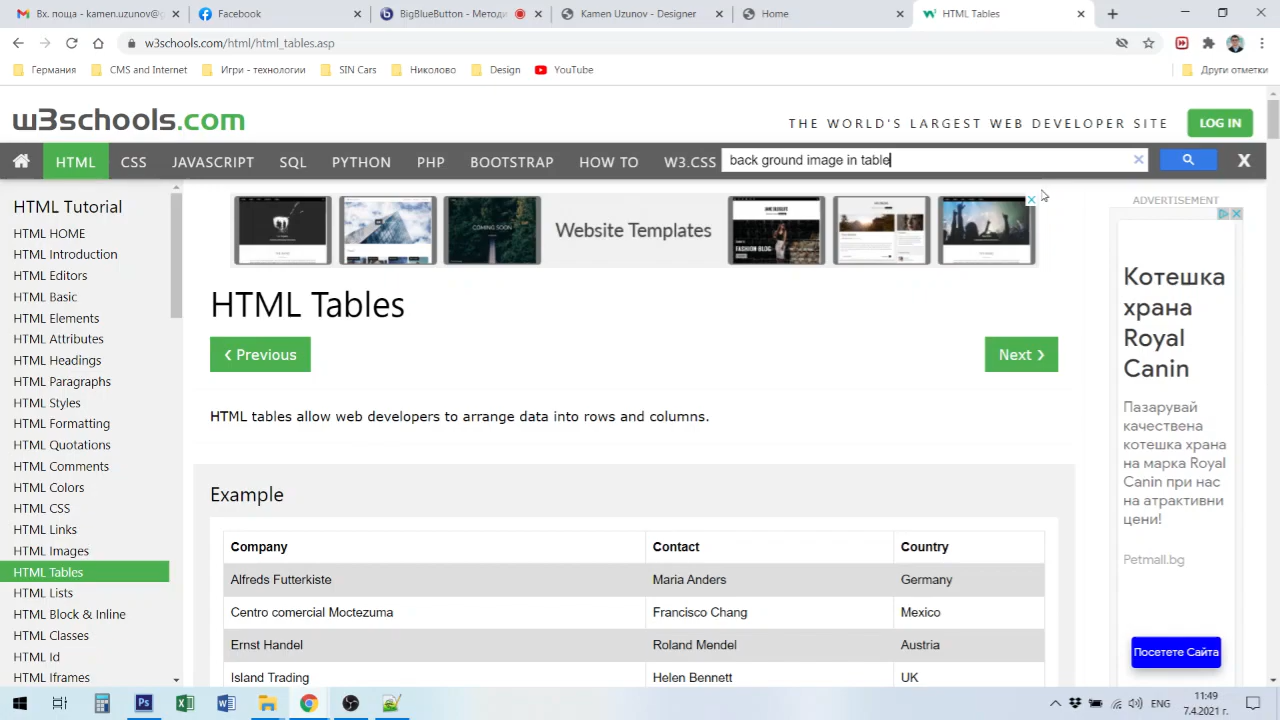 Вх. поща - kamen.uzunov@g
Facebook
BigBlueButton - Методи
Kamen Uzunov - Designer
Home
HTML Tables
w3schools.com/html/html_tables.asp
Германия
CMS and Internet
Игри - технологии
SIN Cars
Николово
Design
YouTube
Други отметки
w3schools.com
THE WORLD'S LARGEST WEB DEVELOPER SITE
LOG IN
HTML
CSS
JAVASCRIPT
SQL
PYTHON
PHP
BOOTSTRAP
HOW TO
W3.CSS
back ground image in table
X
HTML Tutorial
HTML HOME
HTML Introduction
HTML Editors
HTML Basic
HTML Elements
HTML Attributes
HTML Headings
HTML Paragraphs
HTML Styles
HTML Formatting
HTML Quotations
HTML Comments
HTML Colors
HTML CSS
HTML Links
HTML Images
HTML Tables
HTML Lists
HTML Block & Inline
HTML Classes
HTML Id
HTML Iframes
COMING SOON
Website Templates
FASHION BLOG
HTML Tables
❮ Previous
Next ❯
HTML tables allow web developers to arrange data into rows and columns.
Example
Company Contact Country
Alfreds Futterkiste Maria Anders Germany
Centro comercial Moctezuma Francisco Chang Mexico
Ernst Handel Roland Mendel Austria
Island Trading Helen Bennett UK
ADVERTISEMENT
Котешка
храна
Royal
Canin
Пазарувай
качествена
котешка храна
на марка Royal
Canin при нас
на атрактивни
цени!
Petmall.bg
Посетете Сайта
ENG
11:49
7.4.2021 г.